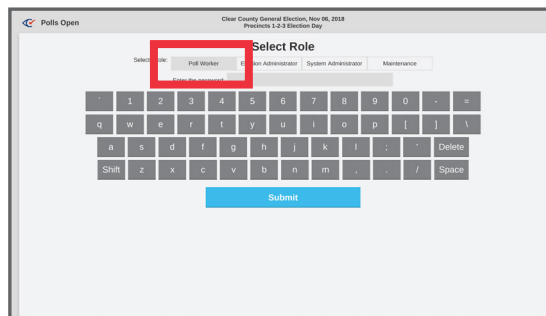 Polls Open
Clear County General Election, Nov 06, 2018
Precincts 1-2-3 Election Day
Select Role
Poll Worker Election Administrator System Administrator Maintenance
Enter the password:
` 1 2 3 4 5 6 7 8 9 0 - =
q w e r t y u i o p [ ] \
a s d f g h j k l ; ' Delete
Shift z x c v b n m , . / Space
Submit